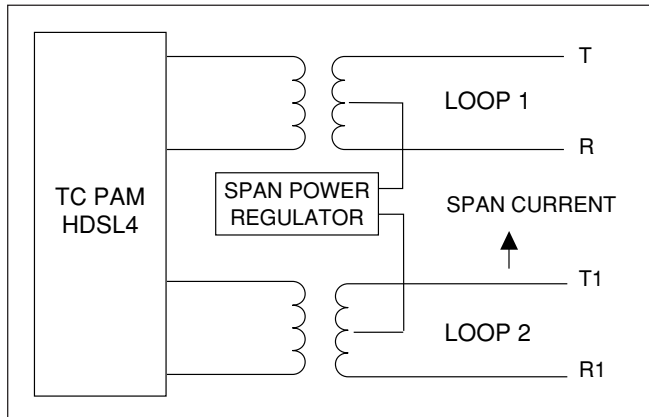 T
LOOP 1
R
TC PAM
HDSL4
SPAN POWER
REGULATOR
SPAN CURRENT
T1
LOOP 2
R1